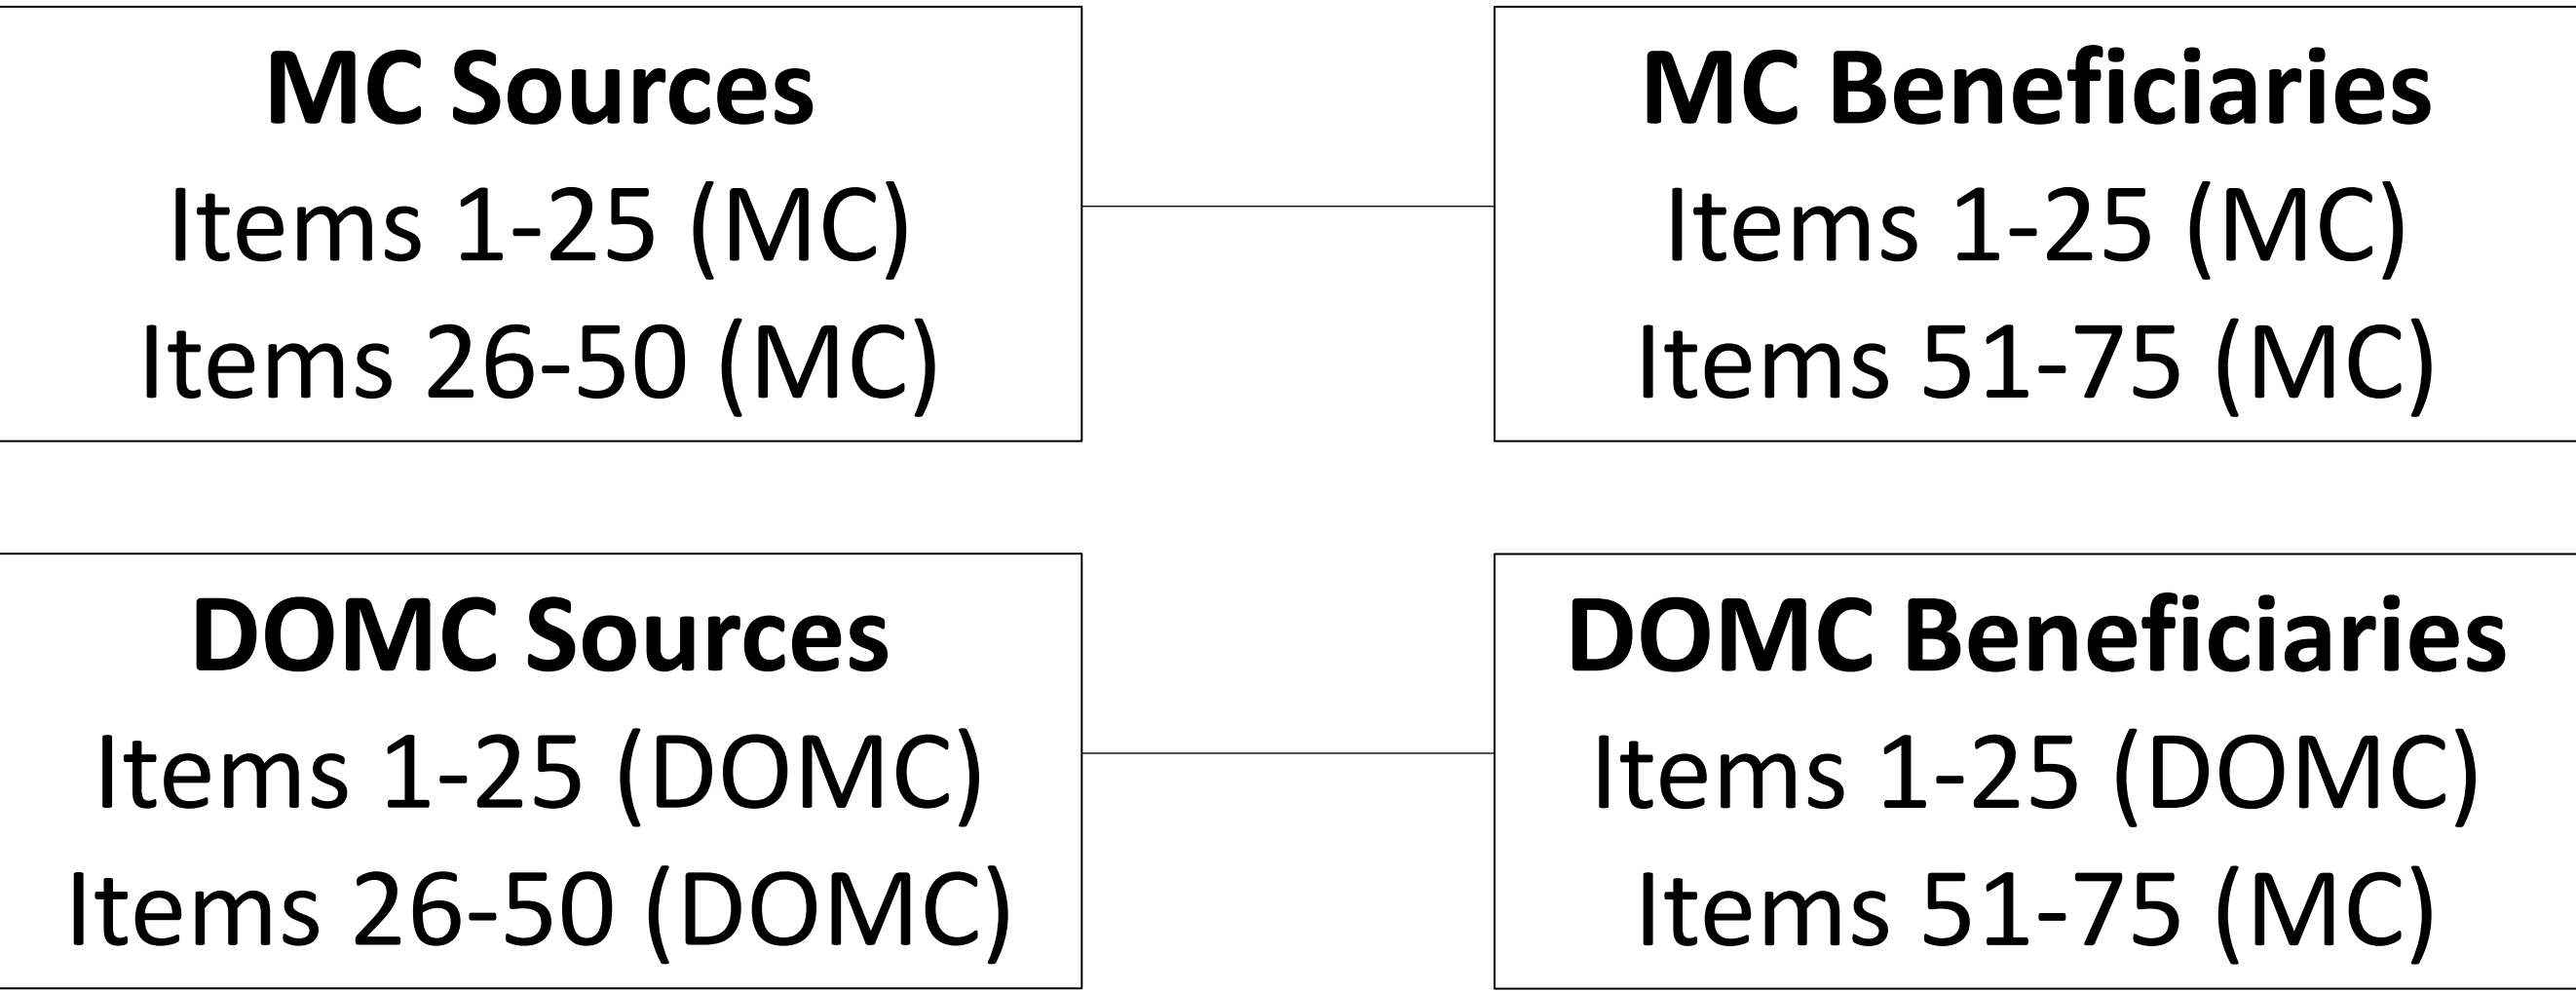 MC Sources
Items 1-25 (MC)
Items 26-50 (MC)
MC Beneficiaries
Items 1-25 (MC)
Items 51-75 (MC)
DOMC Sources
Items 1-25 (DOMC)
Items 26-50 (DOMC)
DOMC Beneficiaries
Items 1-25 (DOMC)
Items 51-75 (MC)